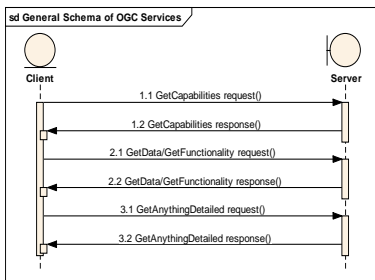 sd General Schema of OGC Services
Client
Server
1.1 GetCapabilities request()
1.2 GetCapabilities response()
2.1 GetData/GetFunctionality request()
2.2 GetData/GetFunctionality response()
3.1 GetAnythingDetailed request()
3.2 GetAnythingDetailed response()